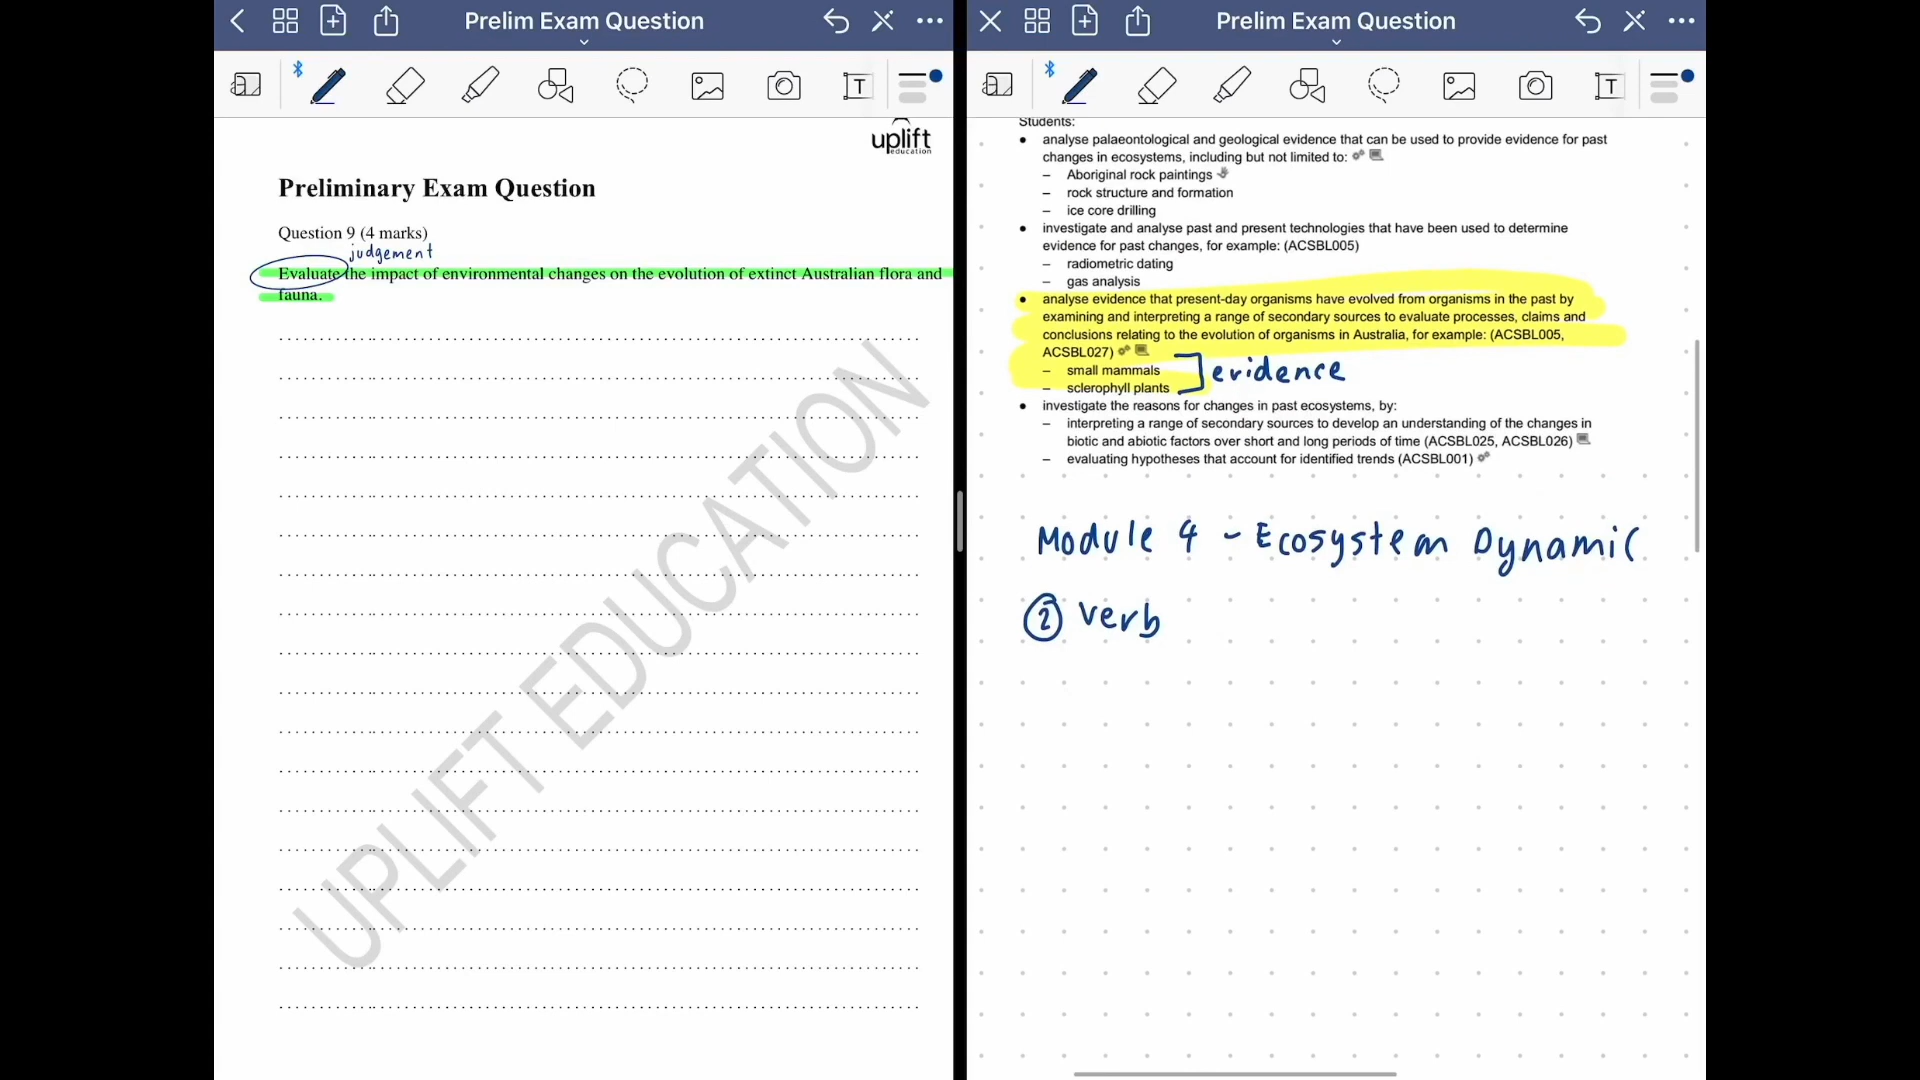 Prelim Exam Question
uplift
education
Preliminary Exam Question
Question 9 (4 marks)
judgement
Evaluate the impact of environmental changes on the evolution of extinct Australian flora and
fauna.
UPLIFT EDUCATION
Prelim Exam Question
Students:
• analyse palaeontological and geological evidence that can be used to provide evidence for past
changes in ecosystems, including but not limited to:
– Aboriginal rock paintings
– rock structure and formation
– ice core drilling
• investigate and analyse past and present technologies that have been used to determine
evidence for past changes, for example: (ACSBL005)
– radiometric dating
– gas analysis
• analyse evidence that present-day organisms have evolved from organisms in the past by
examining and interpreting a range of secondary sources to evaluate processes, claims and
conclusions relating to the evolution of organisms in Australia, for example: (ACSBL005,
ACSBL027)
– small mammals
– sclerophyll plants
evidence
• investigate the reasons for changes in past ecosystems, by:
– interpreting a range of secondary sources to develop an understanding of the changes in
biotic and abiotic factors over short and long periods of time (ACSBL025, ACSBL026)
– evaluating hypotheses that account for identified trends (ACSBL001)
Module 4 - Ecosystem Dynamic
② verb